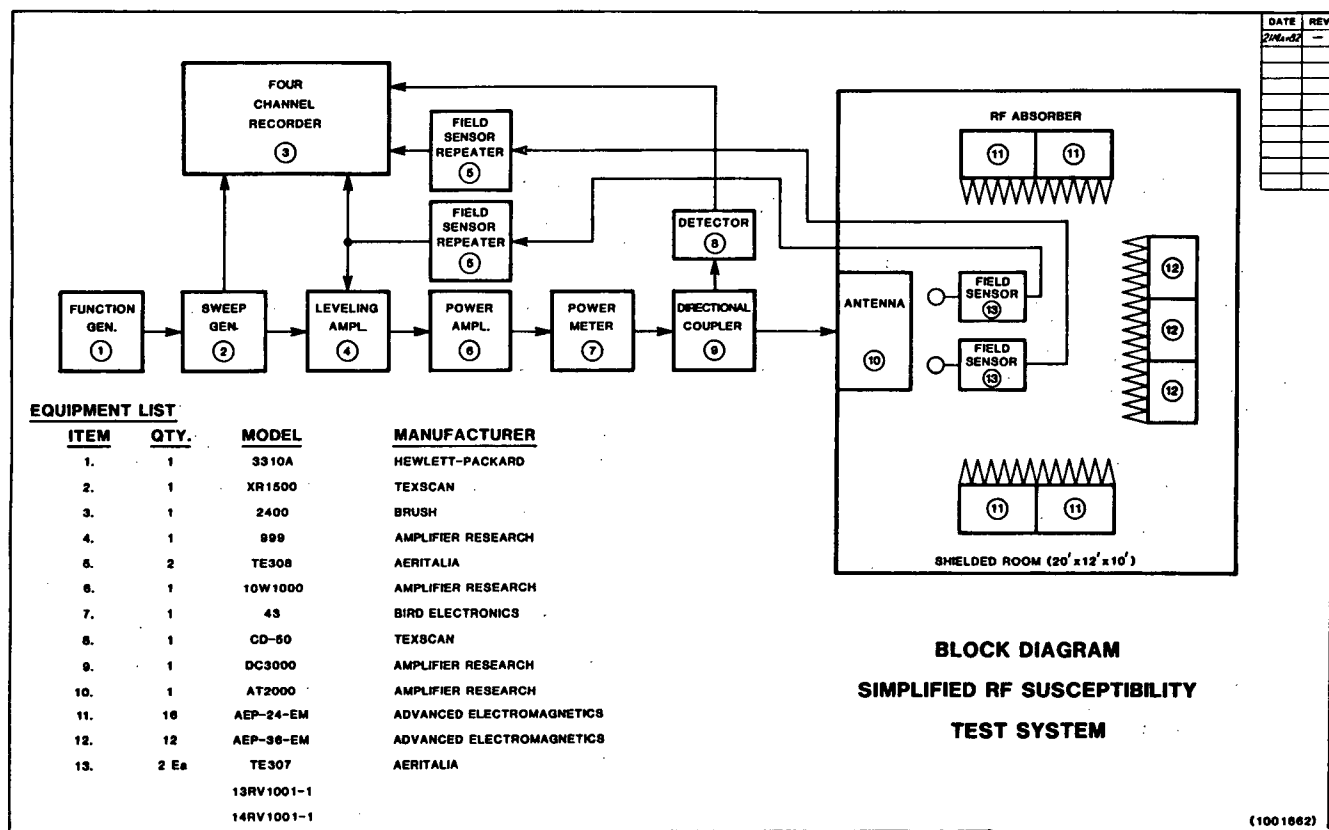 DATE REV
21MAR82 —
FOUR
CHANNEL
RECORDER
3
FIELD
SENSOR
REPEATER
5
FIELD
SENSOR
REPEATER
5
DETECTOR
8
FUNCTION
GEN.
1
SWEEP
GEN.
2
LEVELING
AMPL.
4
POWER
AMPL.
6
POWER
METER
7
DIRECTIONAL
COUPLER
9
RF ABSORBER
11 11
ANTENNA
10
FIELD
SENSOR
13
FIELD
SENSOR
13
12
12
12
11 11
SHIELDED ROOM (20'x12'x10')
EQUIPMENT LIST
ITEM QTY. MODEL MANUFACTURER
1. 1 3310A HEWLETT-PACKARD
2. 1 XR1500 TEXSCAN
3. 1 2400 BRUSH
4. 1 999 AMPLIFIER RESEARCH
5. 2 TE308 AERITALIA
6. 1 10W1000 AMPLIFIER RESEARCH
7. 1 43 BIRD ELECTRONICS
8. 1 CD-50 TEXSCAN
9. 1 DC3000 AMPLIFIER RESEARCH
10. 1 AT2000 AMPLIFIER RESEARCH
11. 16 AEP-24-EM ADVANCED ELECTROMAGNETICS
12. 12 AEP-36-EM ADVANCED ELECTROMAGNETICS
13. 2 Ea TE307 AERITALIA
13RV1001-1
14RV1001-1
BLOCK DIAGRAM
SIMPLIFIED RF SUSCEPTIBILITY
TEST SYSTEM
(1001662)